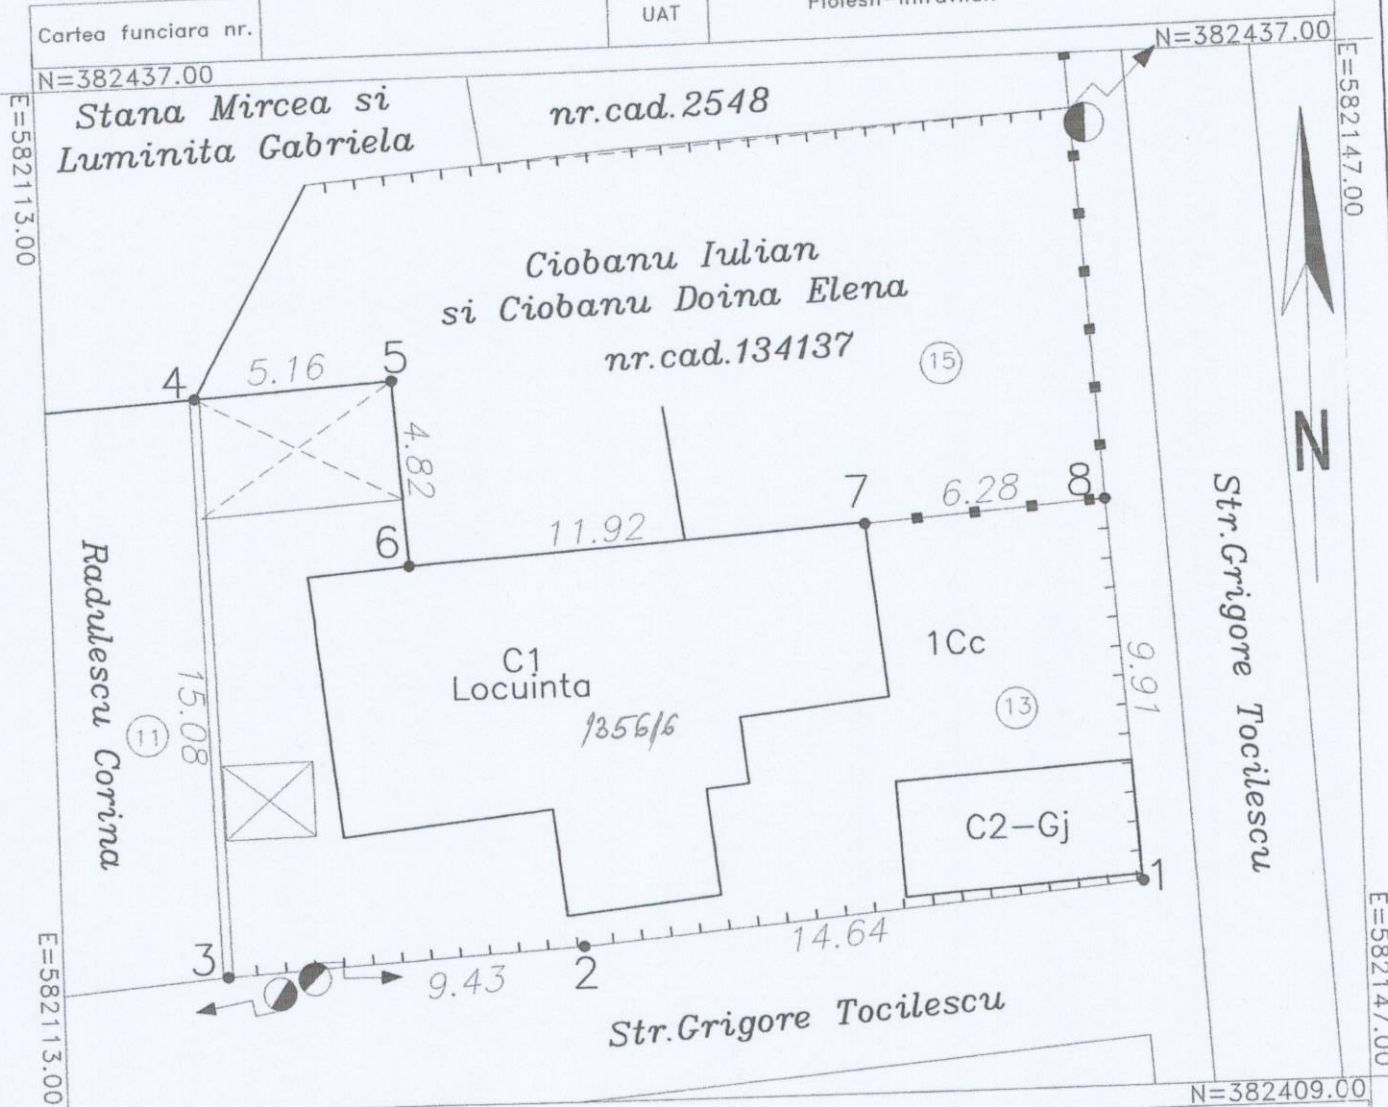 Cartea funciara nr.
UAT
N=382437.00
N=382437.00
E=582113.00
E=582147.00
Stana Mircea si
Luminita Gabriela
nr.cad.2548
Ciobanu Iulian
si Ciobanu Doina Elena
nr.cad.134137
15
4
5.16
5
4.82
6
11.92
7
6.28
8
N
Str.Grigore Tocilescu
Radulescu Corina
11
15.08
C1
Locuinta
1356/6
1Cc
13
9.91
C2-Gj
1
14.64
2
9.43
3
Str.Grigore Tocilescu
E=582113.00
E=582147.00
N=382409.00